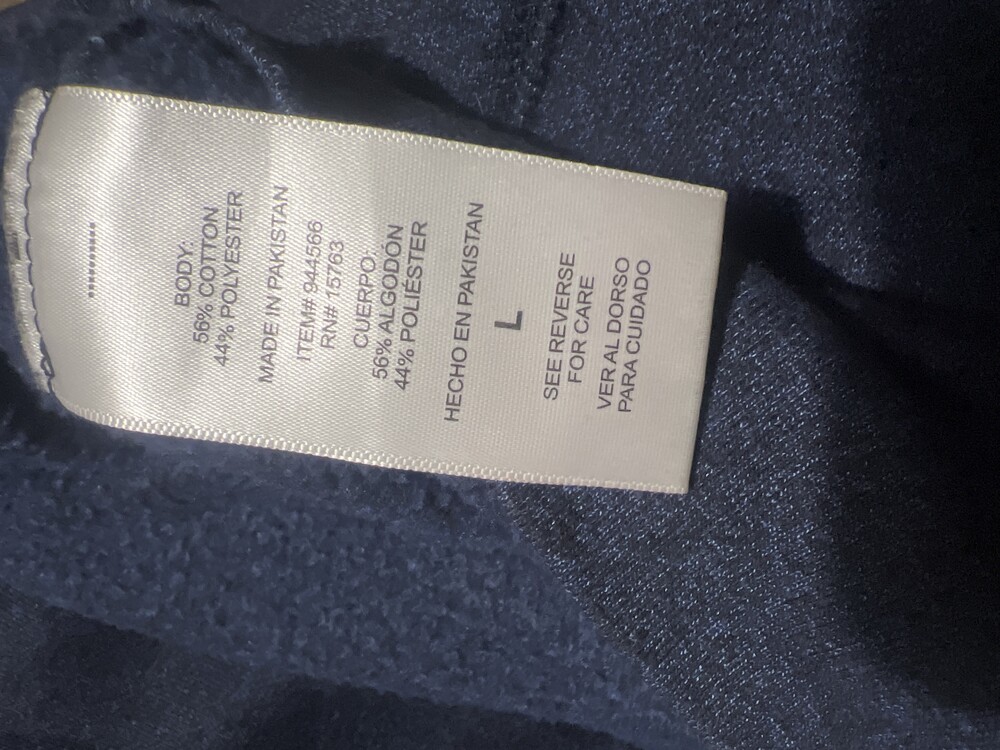 BODY:
56% COTTON
44% POLYESTER
MADE IN PAKISTAN
ITEM# 944566
RN# 15763
CUERPO:
56% ALGODÓN
44% POLIÉSTER
HECHO EN PAKISTAN
L
SEE REVERSE
FOR CARE
VER AL DORSO
PARA CUIDADO